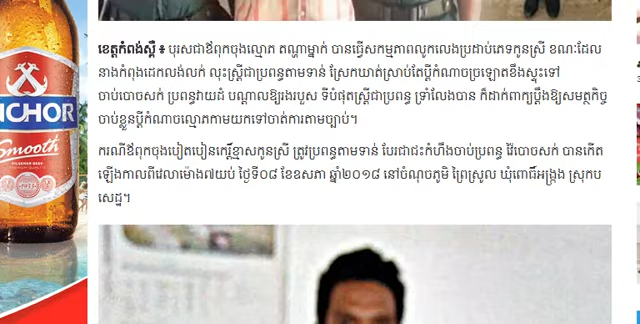 ខេត្តកំពង់ស្ពឺ ៖ បុរសជាឪពុកចុងល្មោភ តណ្ហាម្នាក់ បានធ្វើសកម្មភាពលូកលេងប្រដាប់ភេទកូនស្រី ខណៈដែល
នាងកំពុងដេកលង់លក់ លុះស្ត្រីជាប្រពន្ធតាមទាន់ ស្រែកឃាត់ស្រាប់តែប្តីកំណាចច្រឡោតខឹងស្ទុះទៅ
ចាប់បោចសក់ ប្រពន្ធវាយដំ បណ្តាលឱ្យរងរបួស ទីបំផុតស្ត្រីជាប្រពន្ធ ទ្រាំលែងបាន ក៏ដាក់ពាក្យប្តឹងឱ្យសមត្ថកិច្ច
ចាប់ខ្លួនប្តីកំណាចល្មោភកាមយកទៅចាត់ការតាមច្បាប់។
ករណីឪពុកចុងបៀតបៀនកេរ្តិ៍ខ្មាសកូនស្រី ត្រូវប្រពន្ធតាមទាន់ បែរជាជះកំហឹងចាប់ប្រពន្ធ វ៉ៃបោចសក់ បានកើត
ឡើងកាលពីវេលាម៉ោង៧យប់ ថ្ងៃទី០៨ ខែឧសភា ឆ្នាំ២០១៨ នៅចំណុចភូមិ ព្រៃស្រួល ឃុំពោធិ៍អង្ក្រង ស្រុកប
សេដ្ឋ។
NCHOR
Smooth
PILSENER BEER